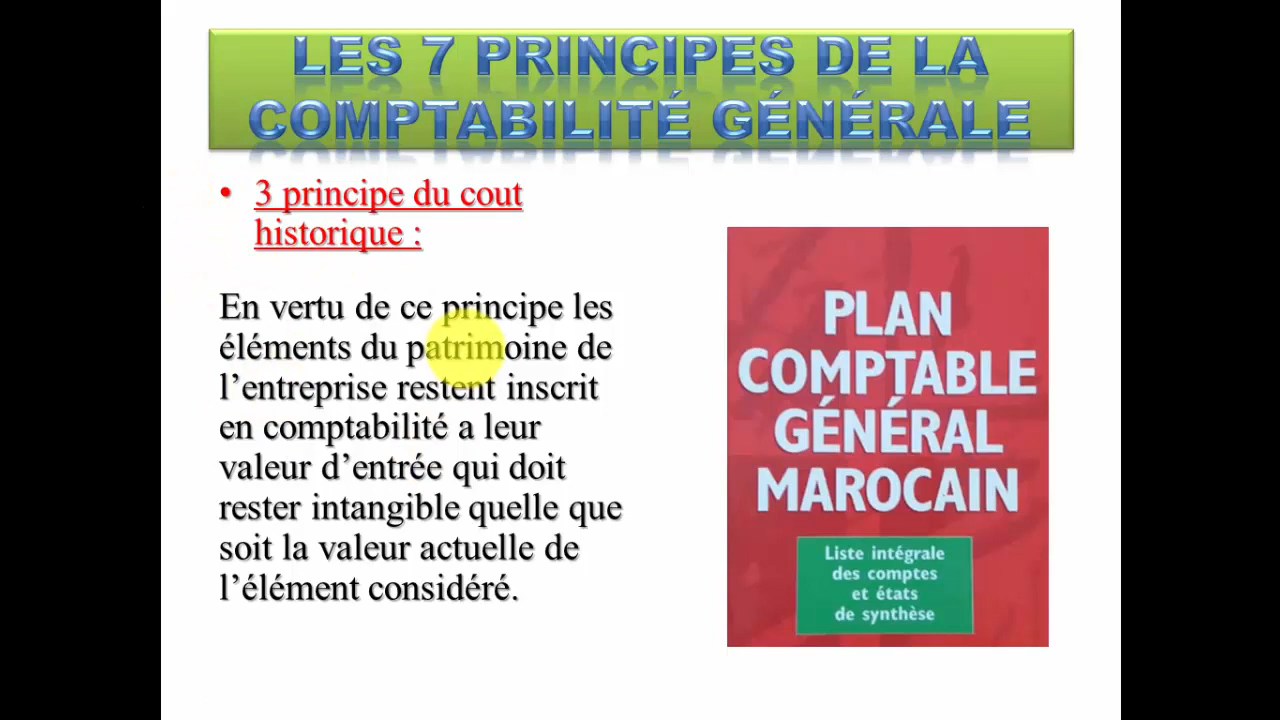 LES 7 PRINCIPES DE LA
COMPTABILITÉ GÉNÉRALE
• 3 principe du cout
historique :
En vertu de ce principe les
éléments du patrimoine de
l’entreprise restent inscrit
en comptabilité a leur
valeur d’entrée qui doit
rester intangible quelle que
soit la valeur actuelle de
l’élément considéré.
PLAN
COMPTABLE
GÉNÉRAL
MAROCAIN
Liste intégrale
des comptes
et états
de synthèse